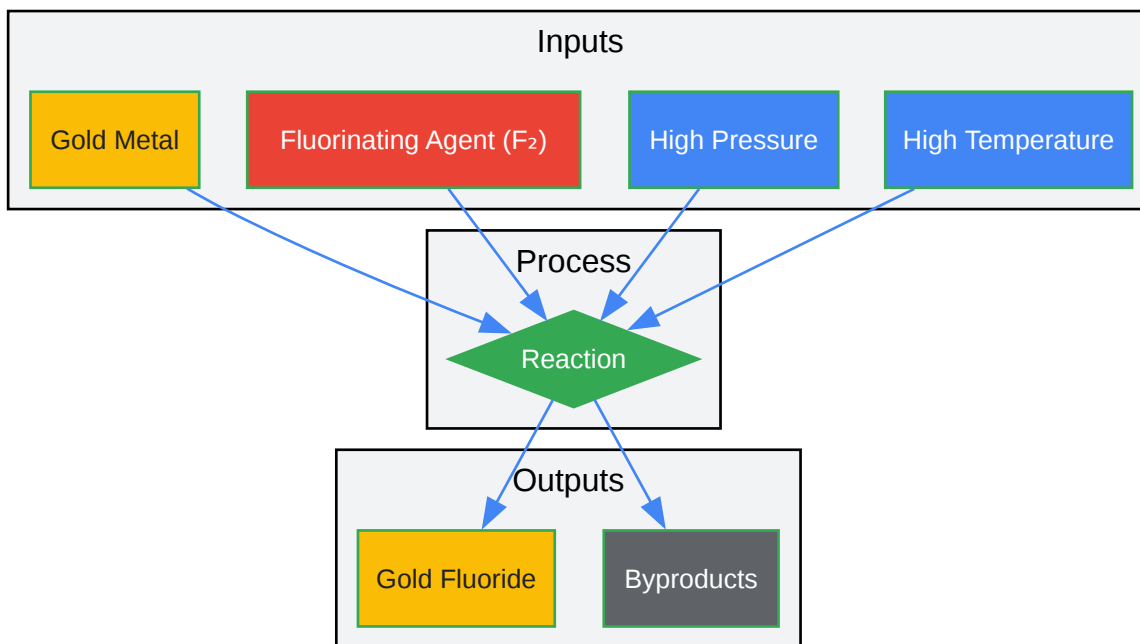 Inputs
Gold Metal
Fluorinating Agent (F₂)
High Pressure
High Temperature
Process
Reaction
Outputs
Gold Fluoride
Byproducts